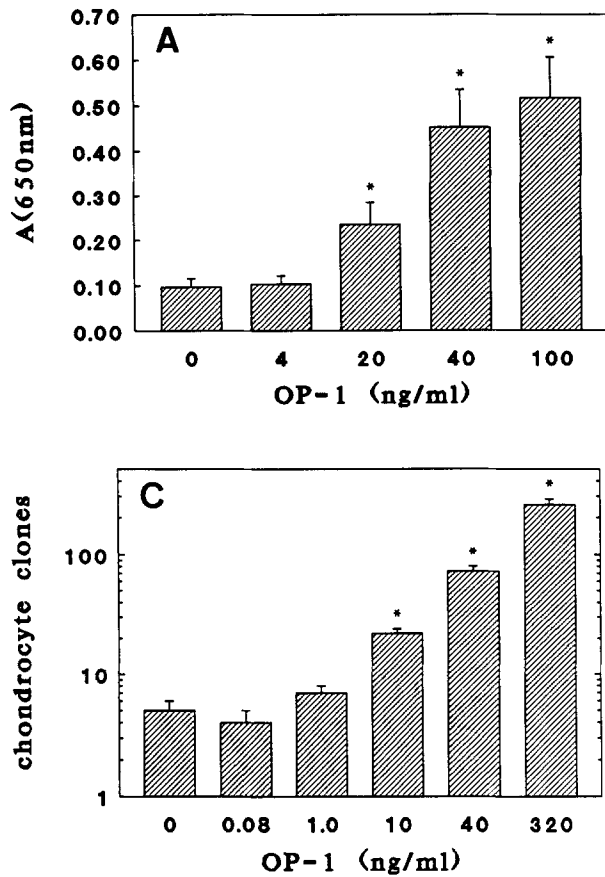 A
0.70
0.60
0.50
0.40
0.30
0.20
0.10
0.00
A(650nm)
* * *
0 4 20 40 100
OP-1 (ng/ml)
C
100
10
1
chondrocyte clones
* * *
0 0.08 1.0 10 40 320
OP-1 (ng/ml)